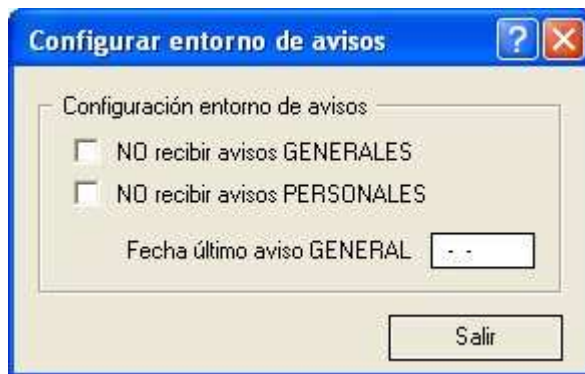 Configurar entorno de avisos
Configuración entorno de avisos
NO recibir avisos GENERALES
NO recibir avisos PERSONALES
Fecha último aviso GENERAL - -
Salir